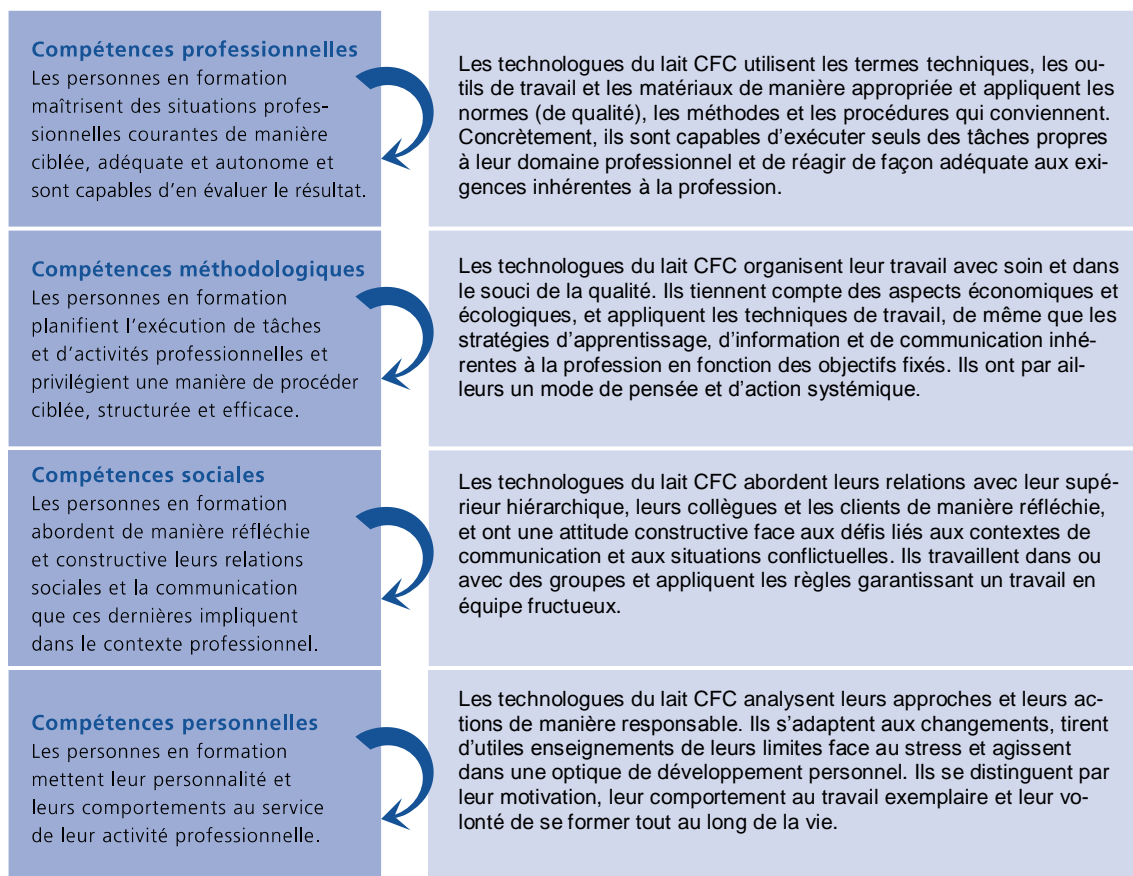 Compétences professionnelles
Les personnes en formation
maîtrisent des situations profes-
sionnelles courantes de manière
ciblée, adéquate et autonome et
sont capables d'en évaluer le résultat.
Les technologues du lait CFC utilisent les termes techniques, les ou-
tils de travail et les matériaux de manière appropriée et appliquent les
normes (de qualité), les méthodes et les procédures qui conviennent.
Concrètement, ils sont capables d'exécuter seuls des tâches propres
à leur domaine professionnel et de réagir de façon adéquate aux exi-
gences inhérentes à la profession.
Compétences méthodologiques
Les personnes en formation
planifient l'exécution de tâches
et d'activités professionnelles et
privilégient une manière de procéder
ciblée, structurée et efficace.
Les technologues du lait CFC organisent leur travail avec soin et dans
le souci de la qualité. Ils tiennent compte des aspects économiques et
écologiques, et appliquent les techniques de travail, de même que les
stratégies d'apprentissage, d'information et de communication inhé-
rentes à la profession en fonction des objectifs fixés. Ils ont par ail-
leurs un mode de pensée et d'action systémique.
Compétences sociales
Les personnes en formation
abordent de manière réfléchie
et constructive leurs relations
sociales et la communication
que ces dernières impliquent
dans le contexte professionnel.
Les technologues du lait CFC abordent leurs relations avec leur supé-
rieur hiérarchique, leurs collègues et les clients de manière réfléchie,
et ont une attitude constructive face aux défis liés aux contextes de
communication et aux situations conflictuelles. Ils travaillent dans ou
avec des groupes et appliquent les règles garantissant un travail en
équipe fructueux.
Compétences personnelles
Les personnes en formation
mettent leur personnalité et
leurs comportements au service
de leur activité professionnelle.
Les technologues du lait CFC analysent leurs approches et leurs ac-
tions de manière responsable. Ils s'adaptent aux changements, tirent
d'utiles enseignements de leurs limites face au stress et agissent
dans une optique de développement personnel. Ils se distinguent par
leur motivation, leur comportement au travail exemplaire et leur vo-
lonté de se former tout au long de la vie.